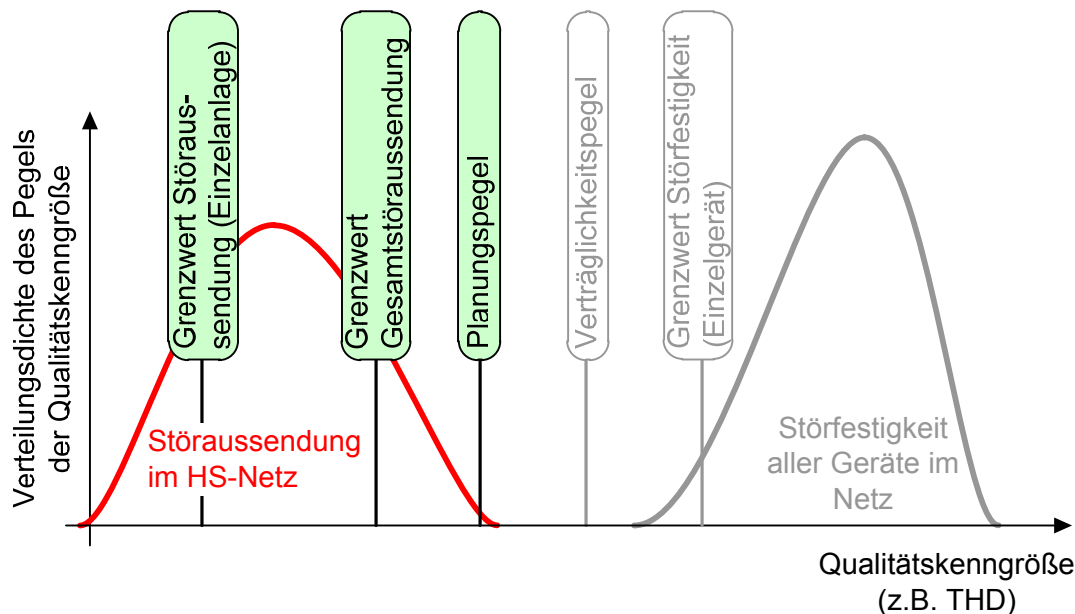 Verteilungsdichte des Pegels
der Qualitätskenngröße
Grenzwert Störaus-
sendung (Einzelanlage)
Grenzwert
Gesamtstöraussendung
Planungspegel
Verträglichkeitspegel
Grenzwert Störfestigkeit
(Einzelgerät)
Störaussendung
im HS-Netz
Störfestigkeit
aller Geräte im
Netz
Qualitätskenngröße
(z.B. THD)